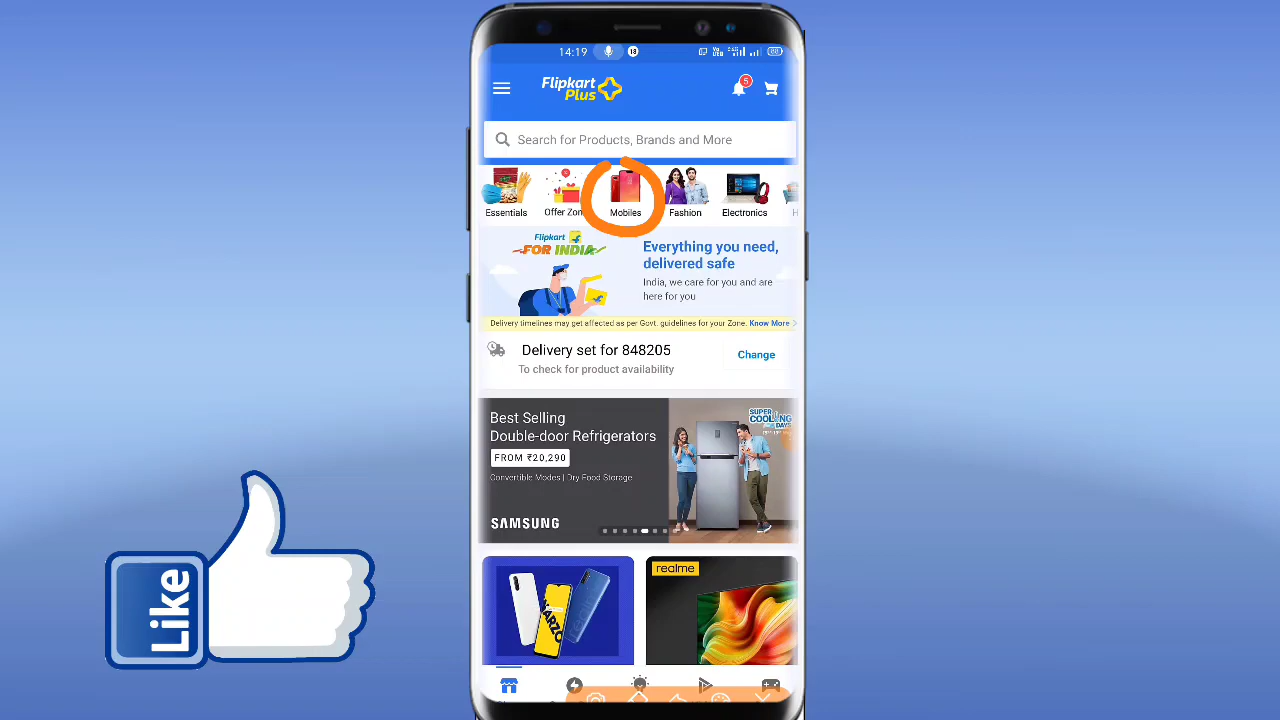 14:19
18
Flipkart
Plus
5
Search for Products, Brands and More
Essentials
Offer Zon
Mobiles
Fashion
Electronics
H
Flipkart
FOR INDIA
Everything you need,
delivered safe
India, we care for you and are
here for you
Delivery timelines may get affected as per Govt. guidelines for your Zone. Know More
Delivery set for 848205
Change
To check for product availability
Best Selling
Double-door Refrigerators
FROM ₹20,290
Convertible Modes | Dry Food Storage
SAMSUNG
SUPER
COOLING
DAYS
realme
Like